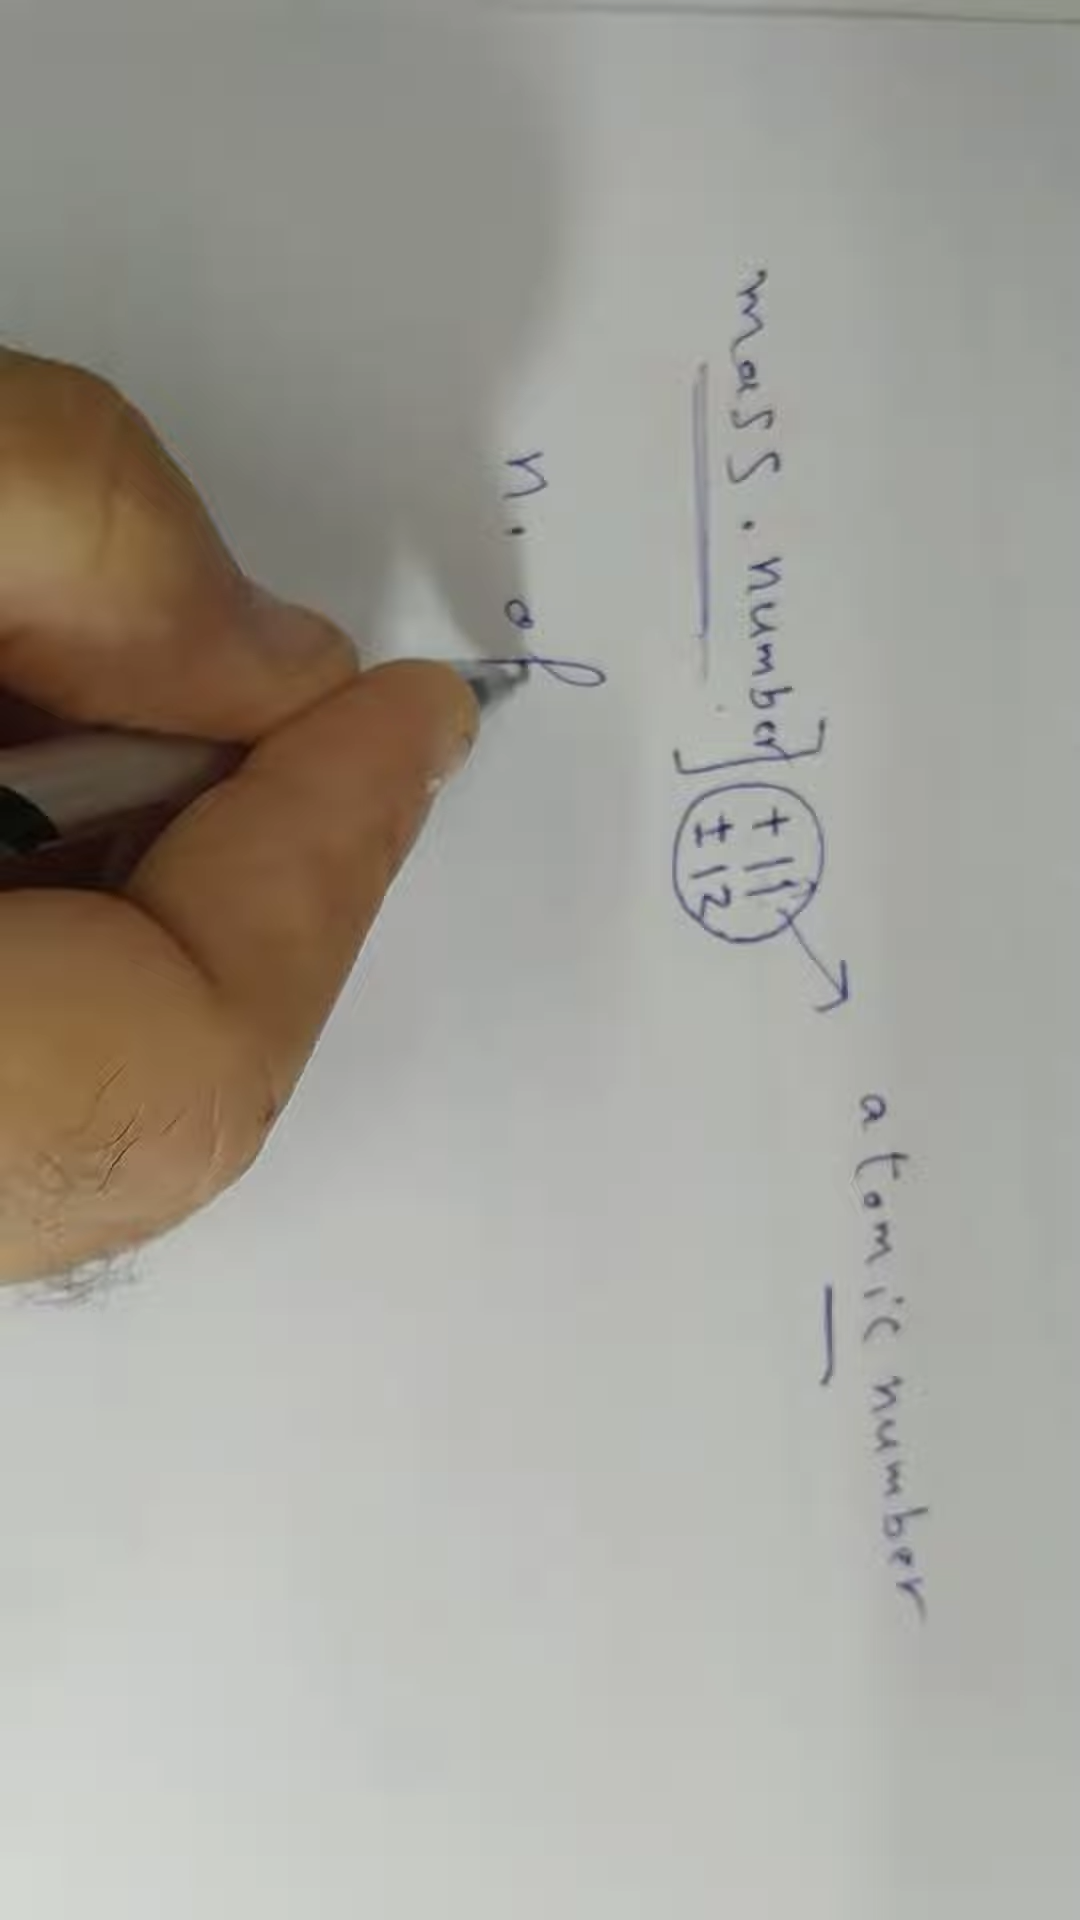 atomic number
mass. number] +11
± 12
n. of